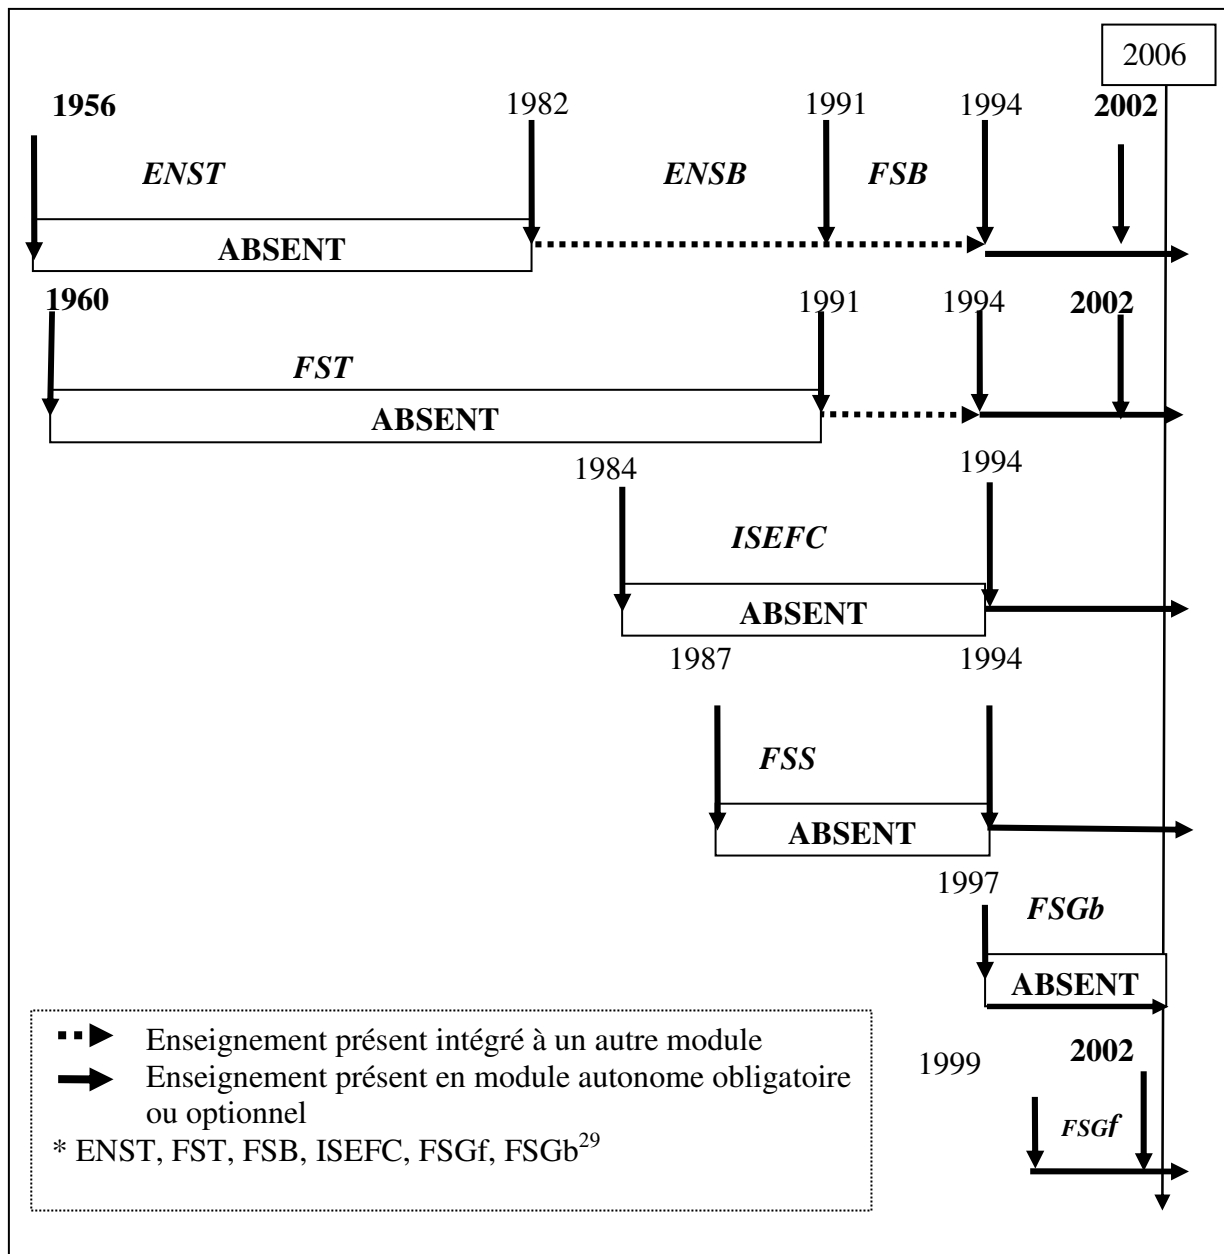 2006
1956 1982 1991 1994 2002
ENST ENSB FSB
ABSENT
1960 1991 1994 2002
FST
ABSENT
1984 1994
ISEFC
ABSENT
1987 1994
FSS
ABSENT
1997
FSGb
ABSENT
Enseignement présent intégré à un autre module
Enseignement présent en module autonome obligatoire
ou optionnel
* ENST, FST, FSB, ISEFC, FSGf, FSGb29
1999 2002
FSGf